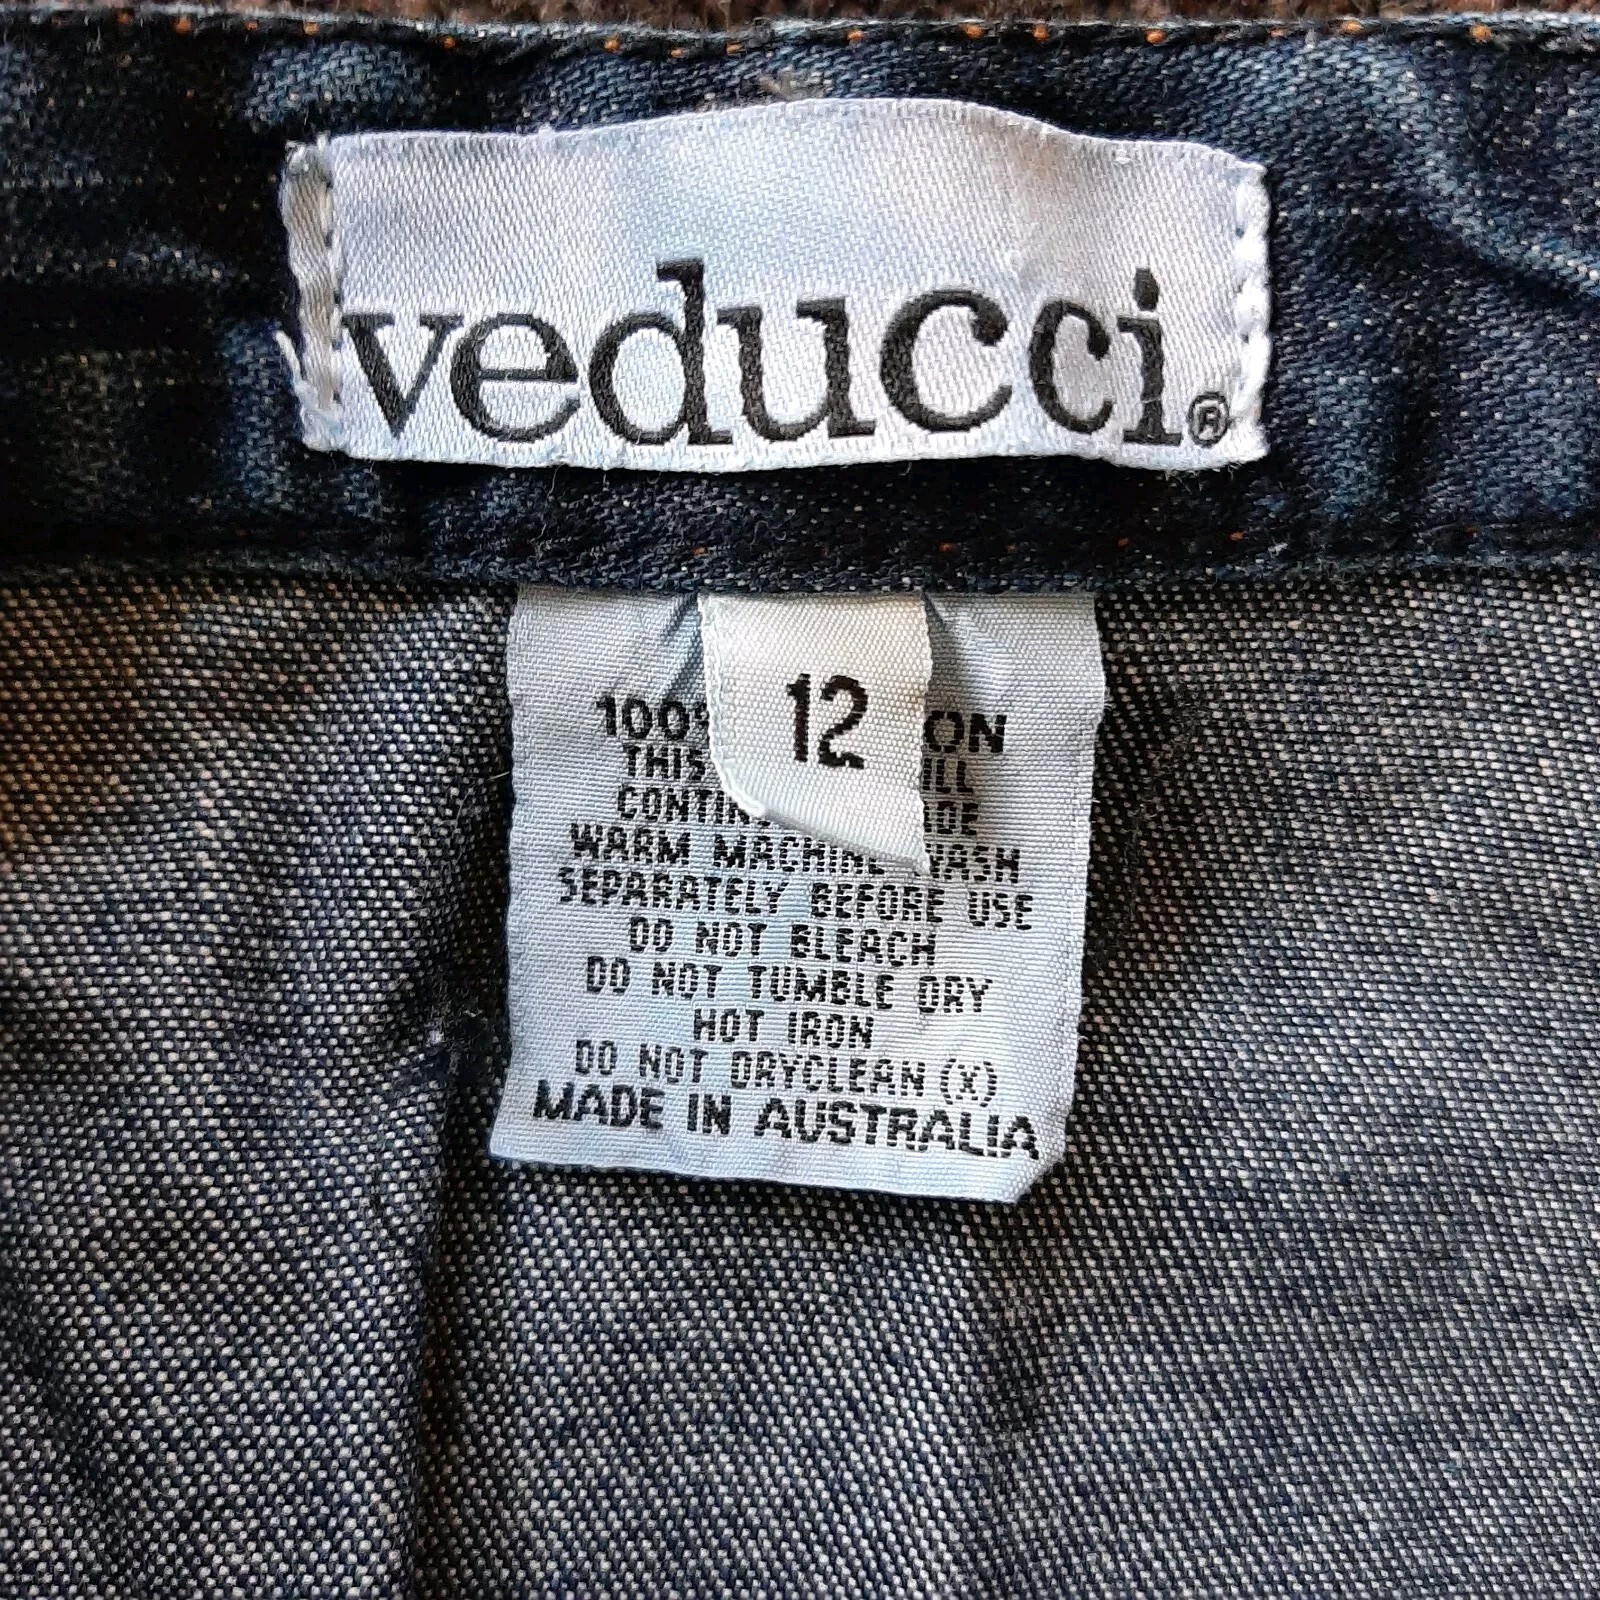 veducci®
12
100% ON
THIS ILL
CONTIN ADE
WARM MACHINE WASH
SEPARATELY BEFORE USE
DO NOT BLEACH
DO NOT TUMBLE DRY
HOT IRON
DO NOT DRYCLEAN (X)
MADE IN AUSTRALIA